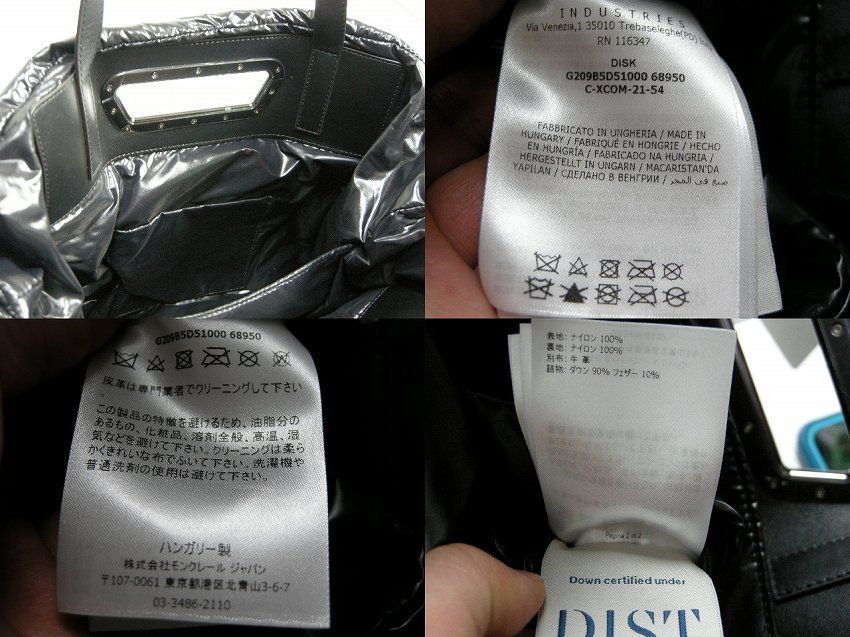 INDUSTRIES
Via Venezia,1 35010 Trebaseleghe(PD)
RN 116347
DISK
G209B5D51000 68950
C-XCOM-21-54
FABBRICATO IN UNGHERIA / MADE IN
HUNGARY / FABRIQUÉ EN HONGRIE / HECHO
EN HUNGRÍA / FABRICADO NA HUNGRIA /
HERGESTELLT IN UNGARN / MACARISTAN'DA
YAPILAN / СДЕЛАНО В ВЕНГРИИ / صنع في المجر
G209B5D51000 68950
皮革は専門業者でクリーニングして下さい
。
この製品の特徴を避けるため、油脂分の
あるもの、化粧品、溶剤全般、高温、湿
気などを避けて下さい。クリーニングは柔ら
かくきれいな布でふいて下さい。洗濯機や
普通洗剤の使用は避けて下さい。
ハンガリー製
株式会社モンクレール ジャパン
〒107-0061 東京都港区北青山3-6-7
03-3486-2110
表地: ナイロン 100%
裏地: ナイロン 100%
別布: 牛 革
詰物: ダウン 90% フェザー 10%
Pagina 2 di 2
Down certified under
DIST